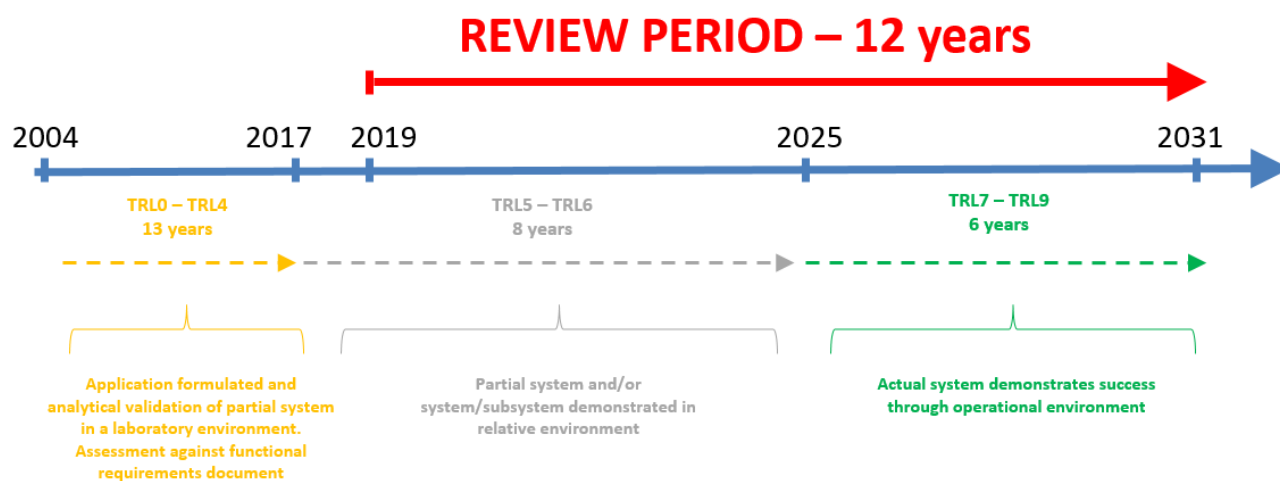 REVIEW PERIOD – 12 years
2004
2017
2019
2025
2031
TRL0 – TRL4
13 years
TRL5 – TRL6
8 years
TRL7 – TRL9
6 years
Application formulated and
analytical validation of partial system
in a laboratory environment.
Assessment against functional
requirements document
Partial system and/or
system/subsystem demonstrated in
relative environment
Actual system demonstrates success
through operational environment